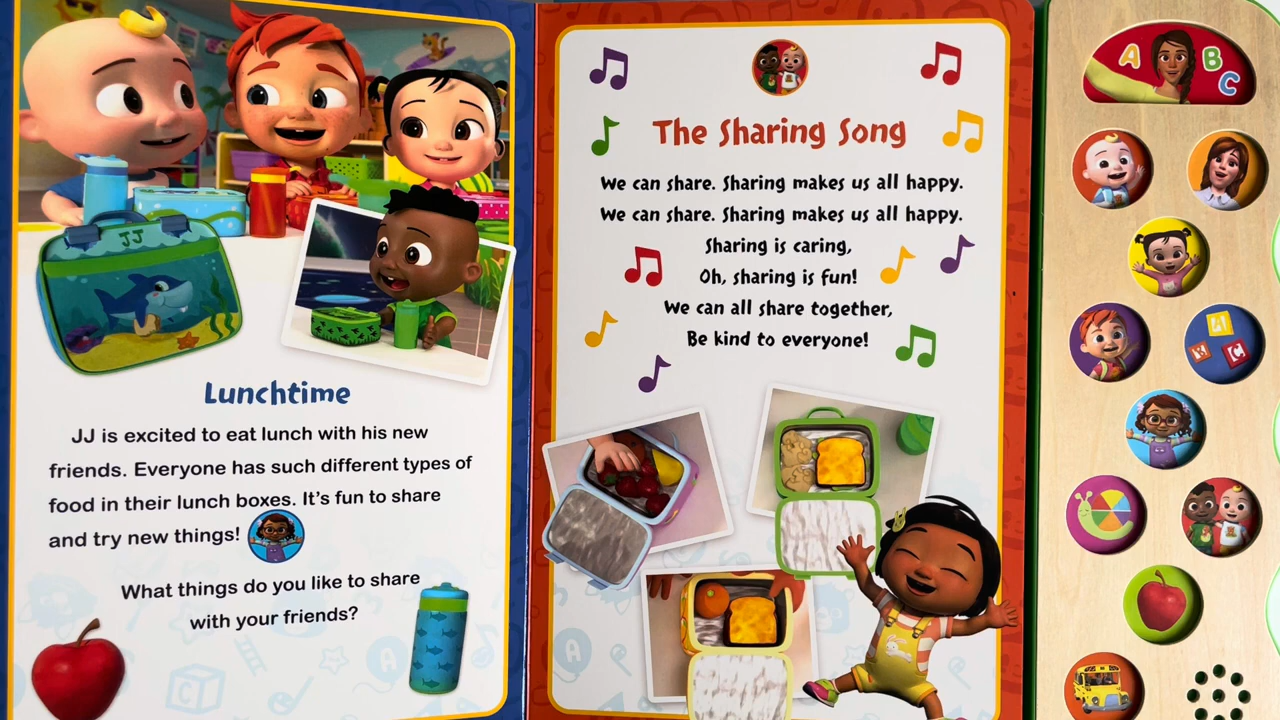 JJ
Lunchtime
JJ is excited to eat lunch with his new
friends. Everyone has such different types of
food in their lunch boxes. It's fun to share
and try new things!
What things do you like to share
with your friends?
The Sharing Song
We can share. Sharing makes us all happy.
We can share. Sharing makes us all happy.
Sharing is caring,
Oh, sharing is fun!
We can all share together,
Be kind to everyone!
A B C